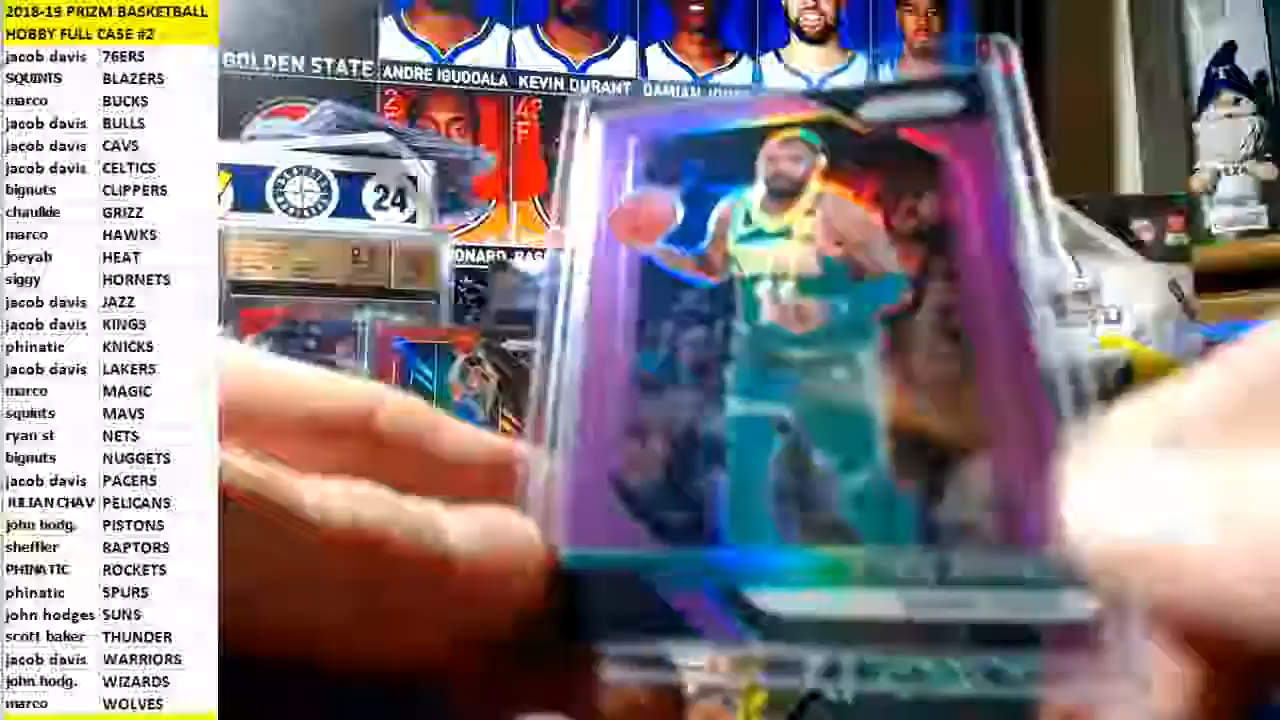 2018-19 PRIZM BASKETBALL
HOBBY FULL CASE #2
jacob davis 76ERS
SQUINTS BLAZERS
marco BUCKS
jacob davis BULLS
jacob davis CAVS
jacob davis CELTICS
bignuts CLIPPERS
chaulkie GRIZZ
marco HAWKS
joeyah HEAT
siggy HORNETS
jacob davis JAZZ
jacob davis KINGS
phinatic KNICKS
jacob davis LAKERS
marco MAGIC
squints MAVS
ryan st NETS
bignuts NUGGETS
jacob davis PACERS
JULIAN CHAV PELICANS
john hodg. PISTONS
sheffler RAPTORS
PHINATIC ROCKETS
phinatic SPURS
john hodges SUNS
scott baker THUNDER
jacob davis WARRIORS
john hodg. WIZARDS
marco WOLVES
GOLDEN STATE
ANDRE IGUODALA KEVIN DURANT DAMIAN
24